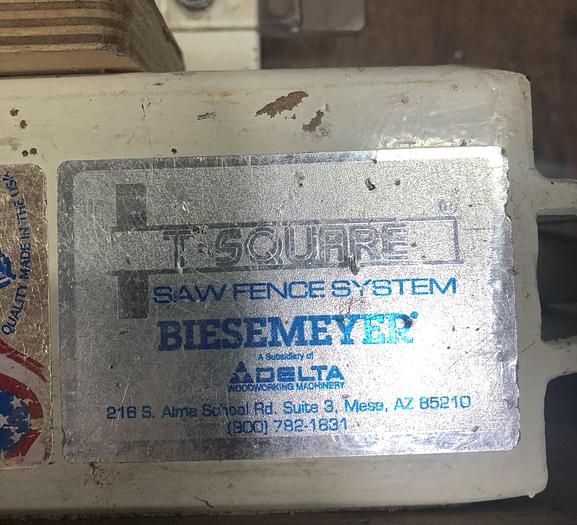 QUALITY MADE IN THE USA
T-SQUARE ®
SAW FENCE SYSTEM
BIESEMEYER®
A Subsidiary of
DELTA
WOODWORKING MACHINERY
216 S. Alma School Rd. Suite 3, Mesa, AZ 85210
(800) 782-1831